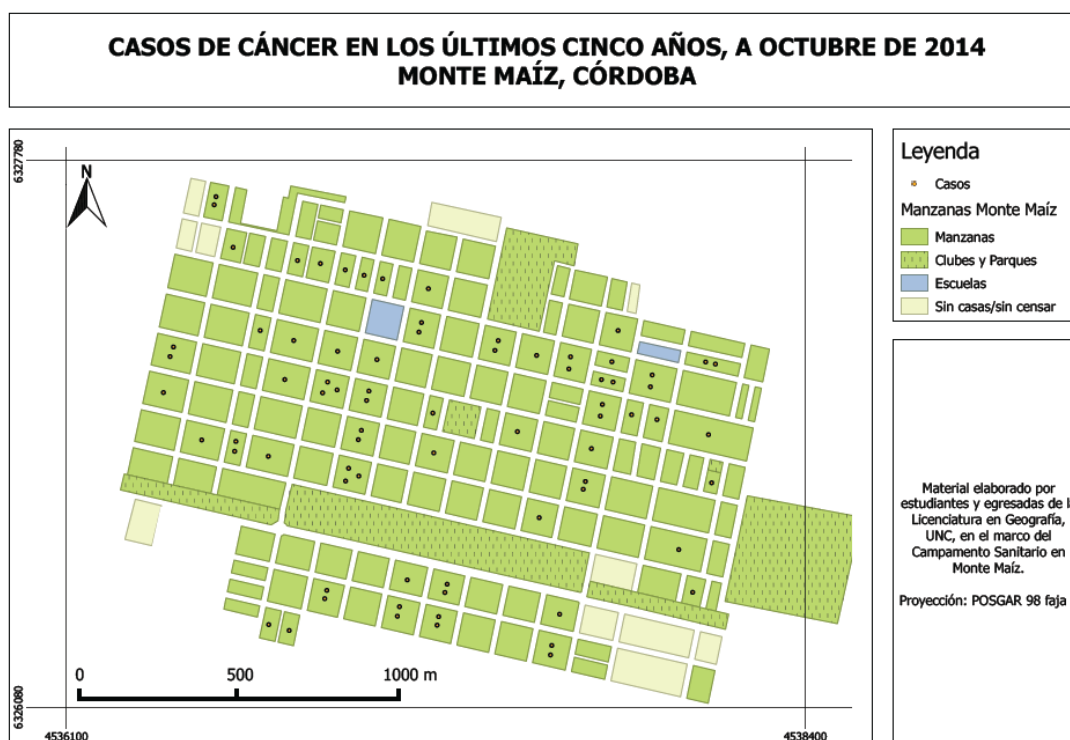 CASOS DE CÁNCER EN LOS ÚLTIMOS CINCO AÑOS, A OCTUBRE DE 2014
MONTE MAÍZ, CÓRDOBA
6327780
N
6326080
0 500 1000 m
4536100 4538400
Leyenda
Casos
Manzanas Monte Maíz
Manzanas
Clubes y Parques
Escuelas
Sin casas/sin censar
Material elaborado por
estudiantes y egresadas de l
Licenciatura en Geografía,
UNC, en el marco del
Campamento Sanitario en
Monte Maíz.
Proyección: POSGAR 98 faja